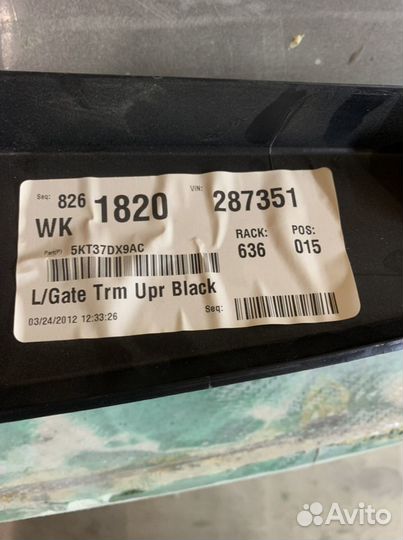 Seq: 826 1820 VIN: 287351
WK
Part(P) 5KT37DX9AC
RACK: POS:
636 015
L/Gate Trm Upr Black
03/24/2012 12:33:26 Seq:
Avito